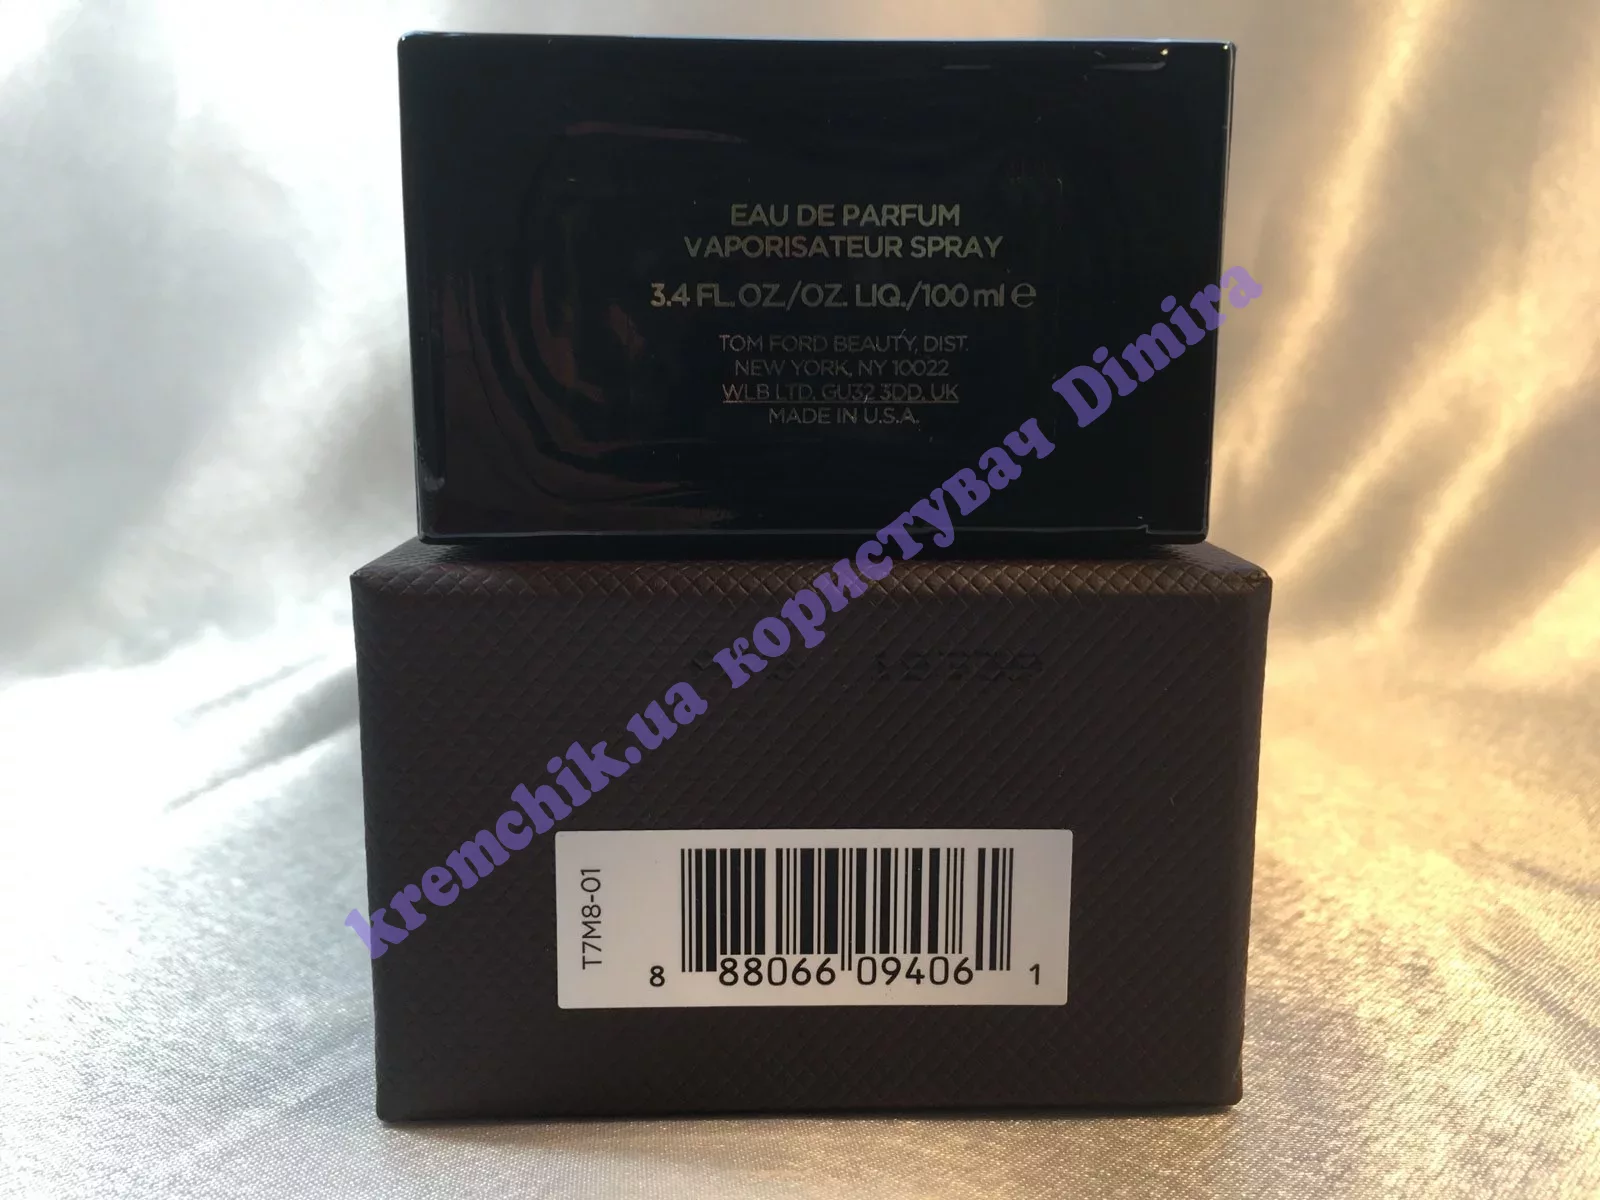 EAU DE PARFUM
VAPORISATEUR SPRAY
3.4 FL.OZ./OZ. LIQ./100 ml ℮
TOM FORD BEAUTY, DIST.
NEW YORK, NY 10022
WLB LTD. GU32 3DD. UK
MADE IN U.S.A.
kremchik.ua користувач Dimira
T7M8-01
8 88066 09406 1